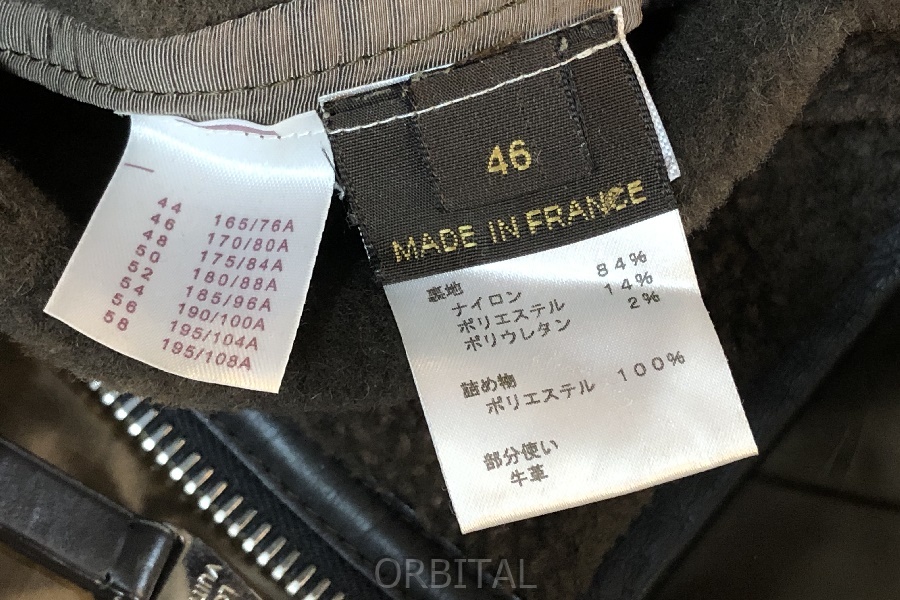 44 165/76A
46 170/80A
48 175/84A
50 180/88A
52 185/96A
54 190/100A
56 195/104A
58 195/108A
46
MADE IN FRANCE
裏地
ナイロン 84%
ポリエステル 14%
ポリウレタン 2%
詰め物
ポリエステル 100%
部分使い
牛革
ORBITAL